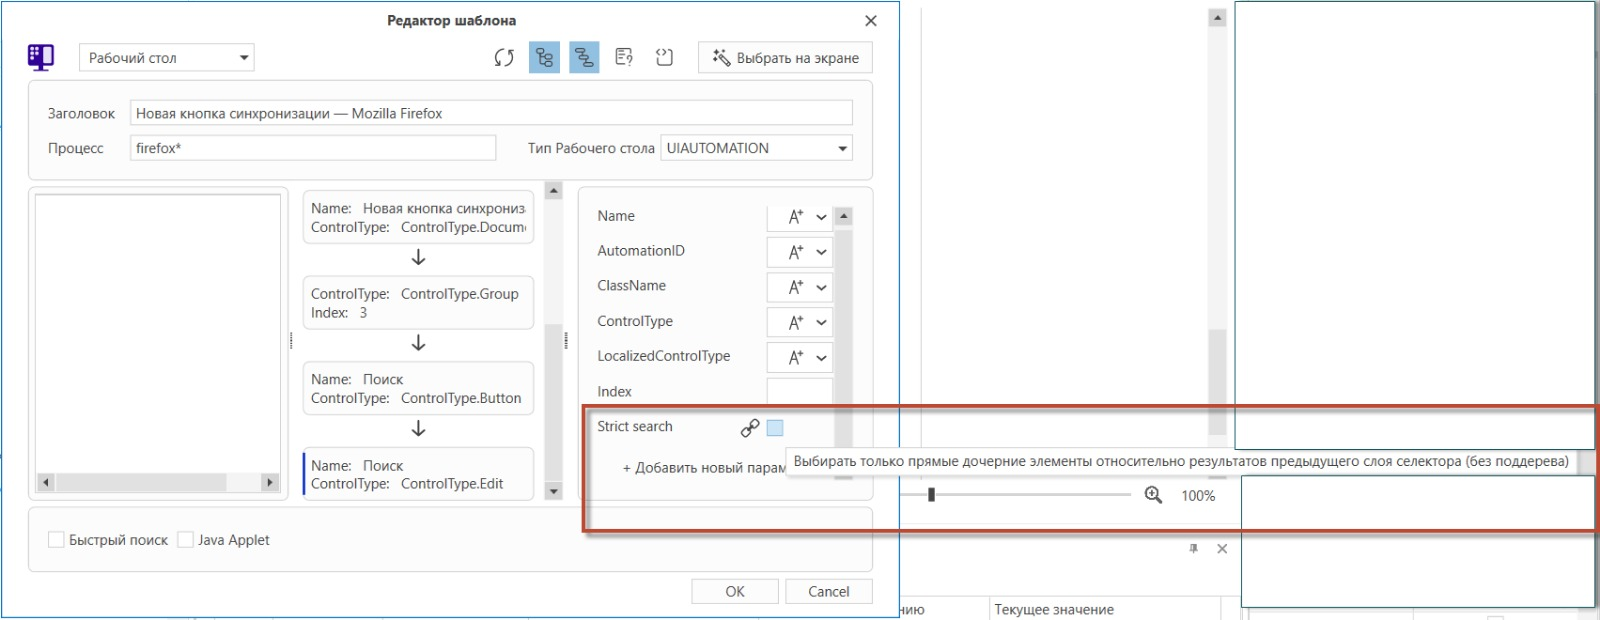 Редактор шаблона
Рабочий стол
Выбрать на экране
Заголовок Новая кнопка синхронизации — Mozilla Firefox
Процесс firefox* Тип Рабочего стола UIAUTOMATION
Name: Новая кнопка синхрониз
ControlType: ControlType.Docum
ControlType: ControlType.Group
Index: 3
Name: Поиск
ControlType: ControlType.Button
Name: Поиск
ControlType: ControlType.Edit
Name A+
AutomationID A+
ClassName A+
ControlType A+
LocalizedControlType A+
Index
Strict search
+ Добавить новый парам
Выбирать только прямые дочерние элементы относительно результатов предыдущего слоя селектора (без поддерева)
100%
Быстрый поиск Java Applet
OK Cancel
нию Текущее значение